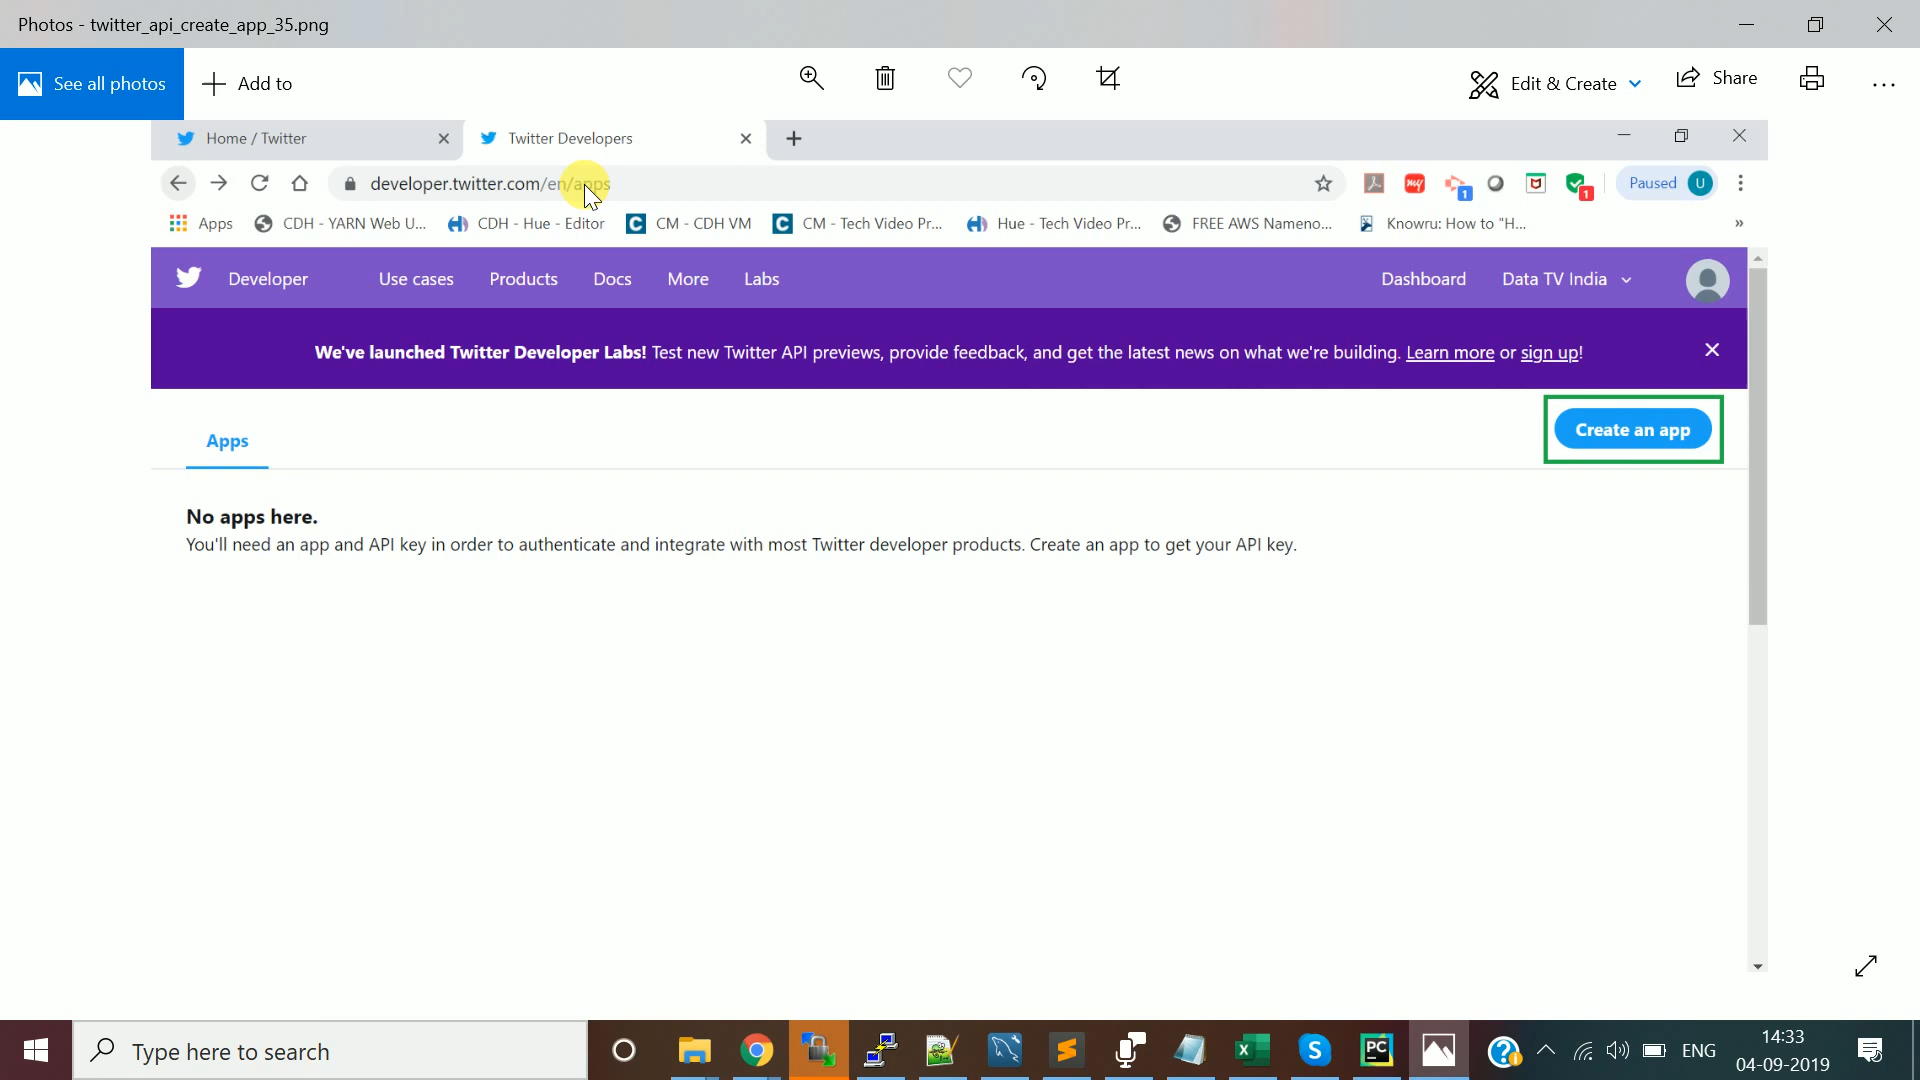 Photos - twitter_api_create_app_35.png
See all photos
Add to
Edit & Create
Share
Home / Twitter
Twitter Developers
developer.twitter.com/en/apps
1
1
Paused
U
Apps
CDH - YARN Web U...
CDH - Hue - Editor
C
CM - CDH VM
C
CM - Tech Video Pr...
Hue - Tech Video Pr...
FREE AWS Nameno...
Knowru: How to "H...
»
Developer
Use cases
Products
Docs
More
Labs
Dashboard
Data TV India
We've launched Twitter Developer Labs! Test new Twitter API previews, provide feedback, and get the latest news on what we're building. Learn more or sign up!
Apps
Create an app
No apps here.
You'll need an app and API key in order to authenticate and integrate with most Twitter developer products. Create an app to get your API key.
Type here to search
S
PC
ENG
14:33
04-09-2019